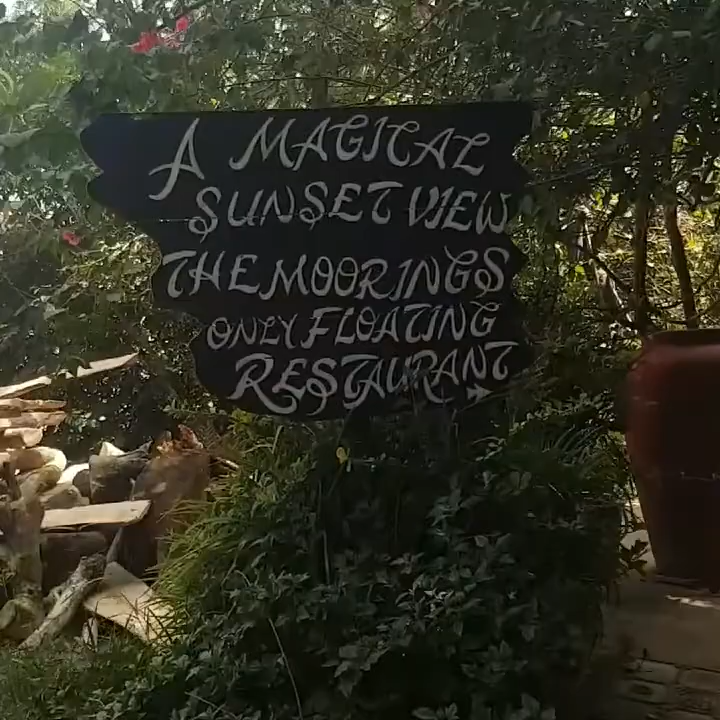 A MAGICAL
SUNSET VIEW
THE MOORINGS
ONLY FLOATING
RESTAURANT